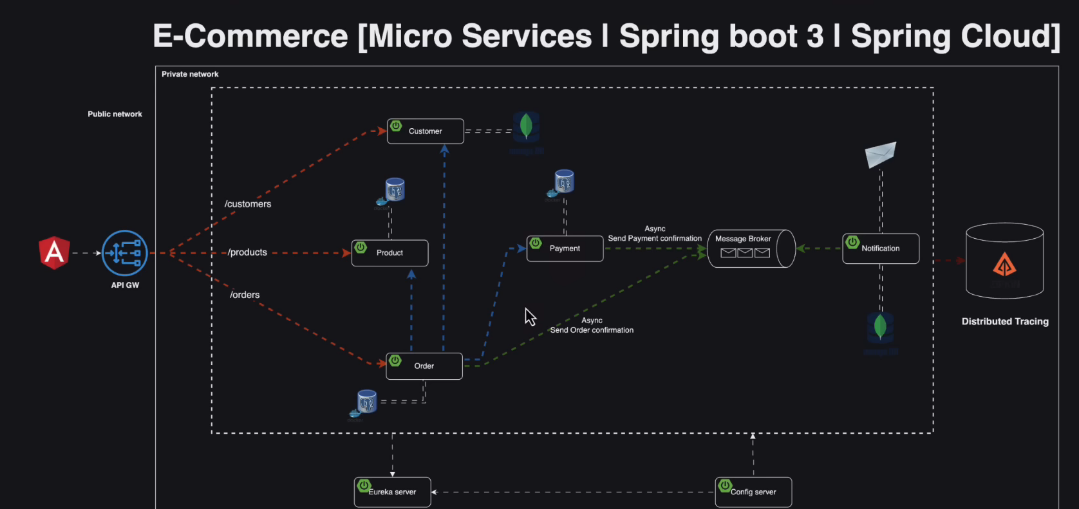 E-Commerce [Micro Services | Spring boot 3 | Spring Cloud]
Private network
Public network
Customer
/customers
/products
/orders
API GW
Product
Payment
Async
Send Payment confirmation
Message Broker
Notification
Async
Send Order confirmation
Order
Distributed Tracing
Eureka server
Config server